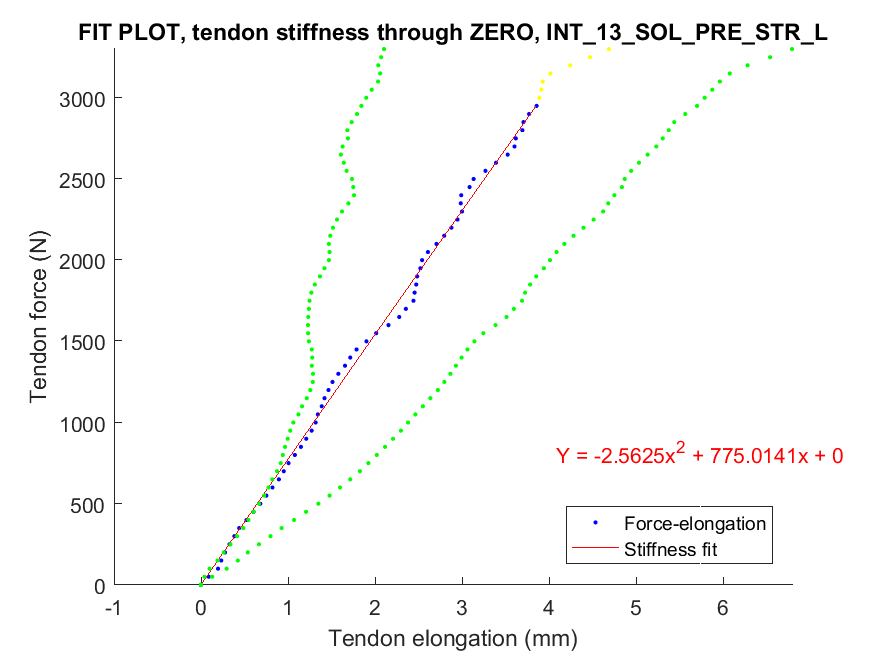 FIT PLOT, tendon stiffness through ZERO, INT_13_SOL_PRE_STR_L
Tendon force (N)
3000
2500
2000
1500
1000
500
0
Y = -2.5625x² + 775.0141x + 0
Force-elongation
Stiffness fit
-1 0 1 2 3 4 5 6
Tendon elongation (mm)